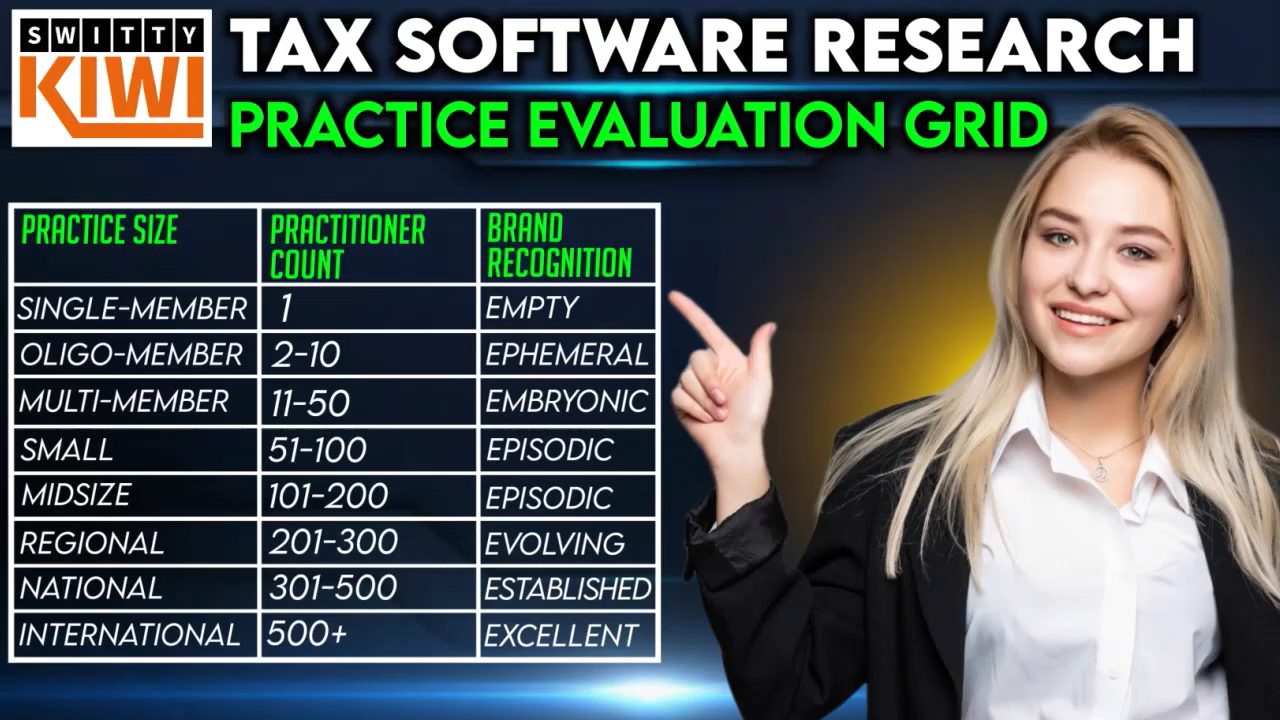 SWITTY
KIWI
TAX SOFTWARE RESEARCH
PRACTICE EVALUATION GRID
PRACTICE SIZE PRACTITIONER COUNT BRAND RECOGNITION
SINGLE-MEMBER 1 EMPTY
OLIGO-MEMBER 2-10 EPHEMERAL
MULTI-MEMBER 11-50 EMBRYONIC
SMALL 51-100 EPISODIC
MIDSIZE 101-200 EPISODIC
REGIONAL 201-300 EVOLVING
NATIONAL 301-500 ESTABLISHED
INTERNATIONAL 500+ EXCELLENT